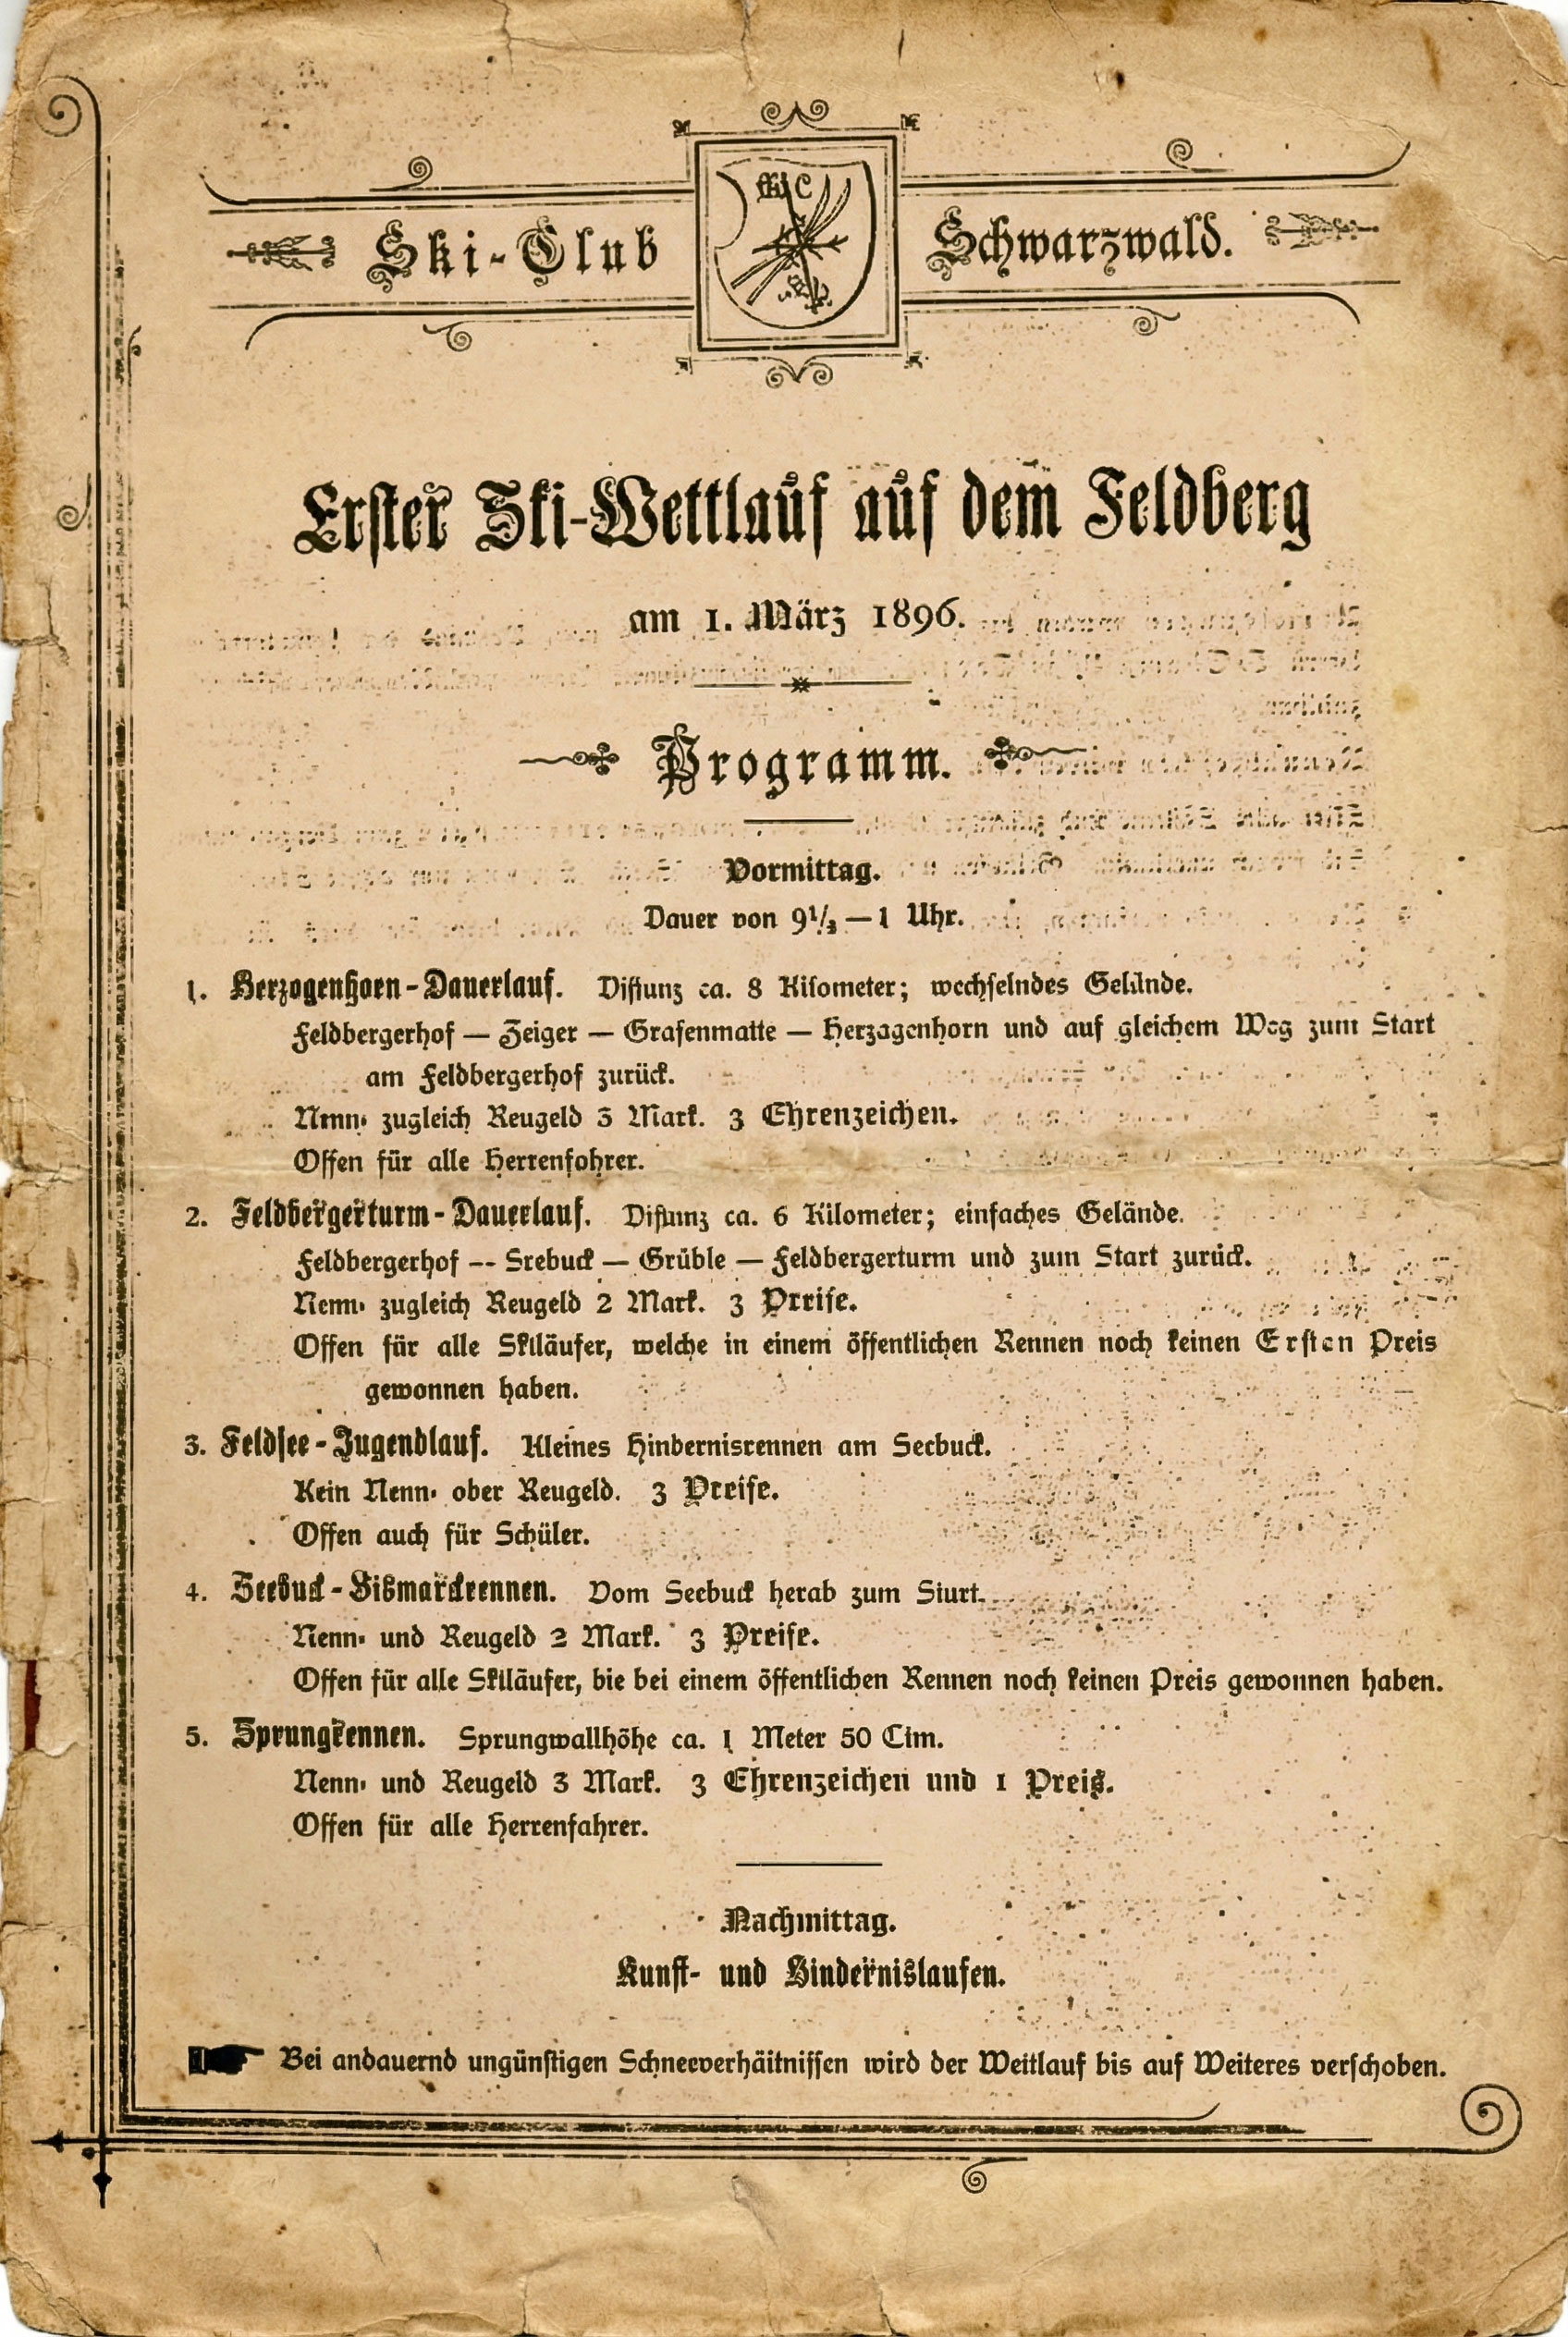 Ski-Club Schwarzwald.
Erster Ski-Wettlauf auf dem Feldberg
am 1. März 1896.
Programm.
Vormittag.
Dauer von 9½ — 1 Uhr.
1. Herzogenhorn-Dauerlauf. Distunz ca. 8 Kilometer; wechselndes Gelände.
Feldbergerhof — Zeiger — Grafenmatte — Herzagenhorn und auf gleichem Weg zum Start
am Feldbergerhof zurück.
Nenn- zugleich Reugeld 3 Mark. 3 Ehrenzeichen.
Offen für alle Herrenfohrer.
2. Feldbergerturm-Dauerlauf. Distanz ca. 6 Kilometer; einfaches Gelände.
Feldbergerhof -- Srebuck — Grüble — Feldbergerturm und zum Start zurück.
Nenn- zugleich Reugeld 2 Mark. 3 Preise.
Offen für alle Skiläufer, welche in einem öffentlichen Rennen noch keinen Ersten Preis
gewonnen haben.
3. Feldsee-Jugendlauf. Kleines Hindernisrennen am Seebuck.
Kein Nenn- ober Reugeld. 3 Preise.
Offen auch für Schüler.
4. Seebuck-Bismarckrennen. Vom Seebuck herab zum Siurt.
Nenn- und Reugeld 2 Mark. 3 Preise.
Offen für alle Skiläufer, bie bei einem öffentlichen Rennen noch keinen Preis gewonnen haben.
5. Sprungrennen. Sprungwallhöhe ca. 1 Meter 50 Ctm.
Nenn- und Reugeld 3 Mark. 3 Ehrenzeichen und 1 Preis.
Offen für alle Herrenfahrer.
Nachmittag.
Kunst- und Hindernislaufen.
Bei andauernd ungünstigen Schneeverhältnissen wird der Wettlauf bis auf Weiteres verschoben.